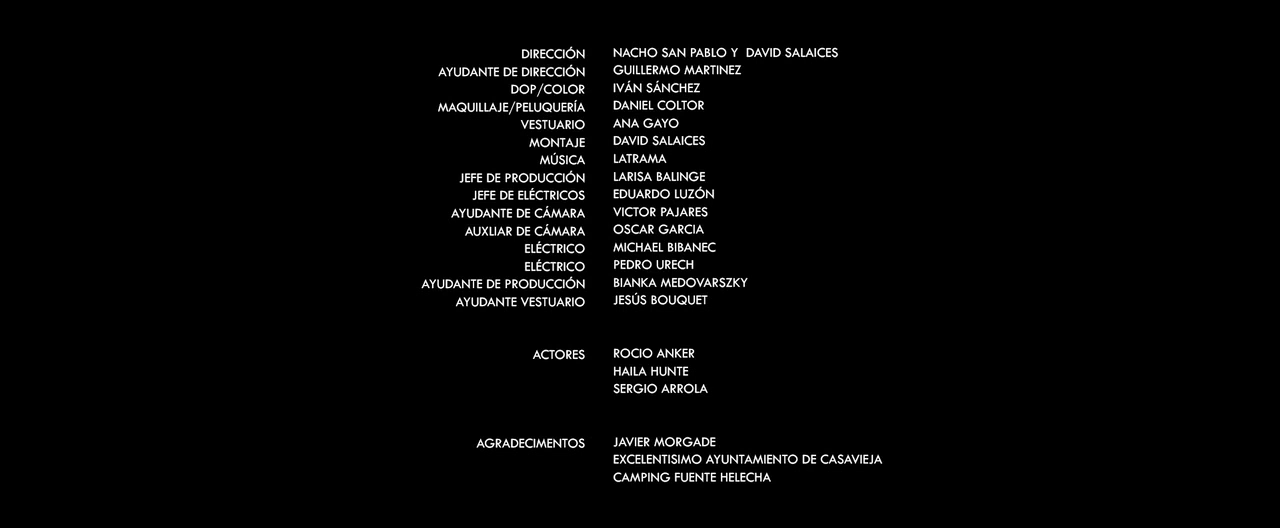 DIRECCIÓN NACHO SAN PABLO Y DAVID SALAICES
AYUDANTE DE DIRECCIÓN GUILLERMO MARTINEZ
DOP/COLOR IVÁN SÁNCHEZ
MAQUILLAJE/PELUQUERÍA DANIEL COLTOR
VESTUARIO ANA GAYO
MONTAJE DAVID SALAICES
MÚSICA LATRAMA
JEFE DE PRODUCCIÓN LARISA BALINGE
JEFE DE ELÉCTRICOS EDUARDO LUZÓN
AYUDANTE DE CÁMARA VICTOR PAJARES
AUXLIAR DE CÁMARA OSCAR GARCIA
ELÉCTRICO MICHAEL BIBANEC
ELÉCTRICO PEDRO URECH
AYUDANTE DE PRODUCCIÓN BIANKA MEDOVARSZKY
AYUDANTE VESTUARIO JESÚS BOUQUET
ACTORES ROCIO ANKER
HAILA HUNTE
SERGIO ARROLA
AGRADECIMENTOS JAVIER MORGADE
EXCELENTISIMO AYUNTAMIENTO DE CASAVIEJA
CAMPING FUENTE HELECHA